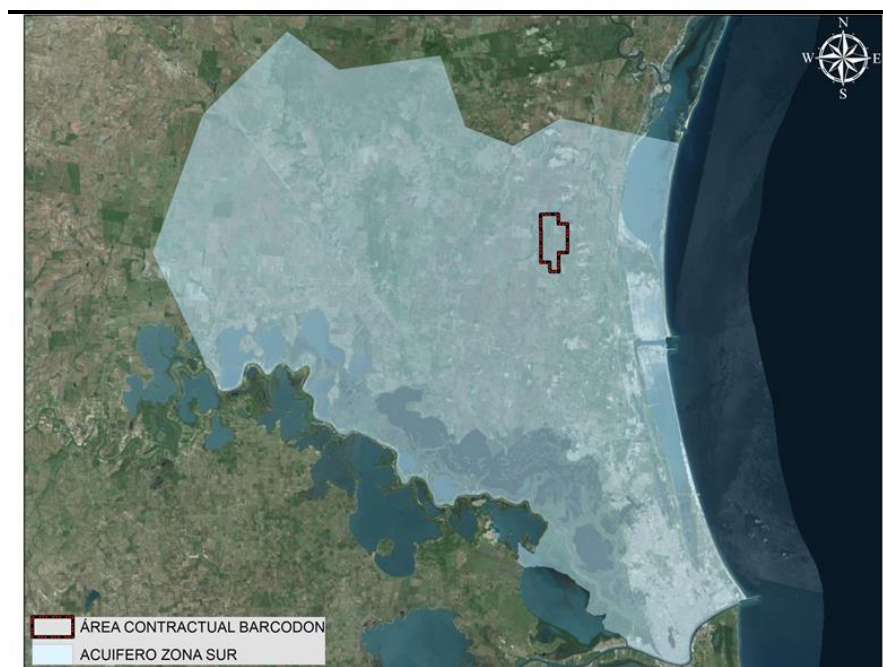 N
W E
S
ÁREA CONTRACTUAL BARCODON
ACUIFERO ZONA SUR